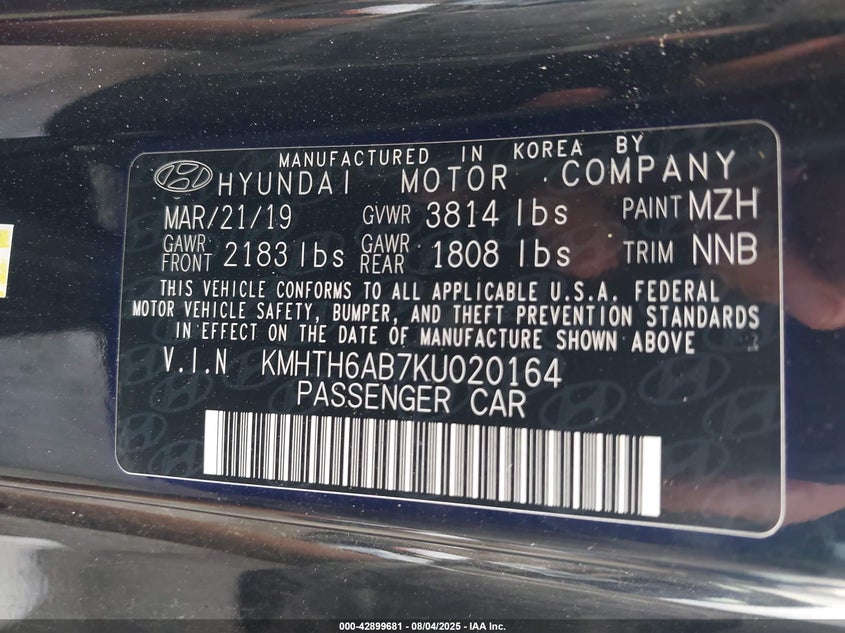 MANUFACTURED IN KOREA BY
HYUNDAI MOTOR COMPANY
MAR/21/19 GVWR 3814 lbs PAINT MZH
GAWR FRONT 2183 lbs GAWR REAR 1808 lbs TRIM NNB
THIS VEHICLE CONFORMS TO ALL APPLICABLE U.S.A. FEDERAL
MOTOR VEHICLE SAFETY, BUMPER, AND THEFT PREVENTION STANDARDS
IN EFFECT ON THE DATE OF MANUFACTURE SHOWN ABOVE
V.I.N KMHTH6AB7KU020164
PASSENGER CAR
000-42899681 - 08/04/2025 - IAA Inc.